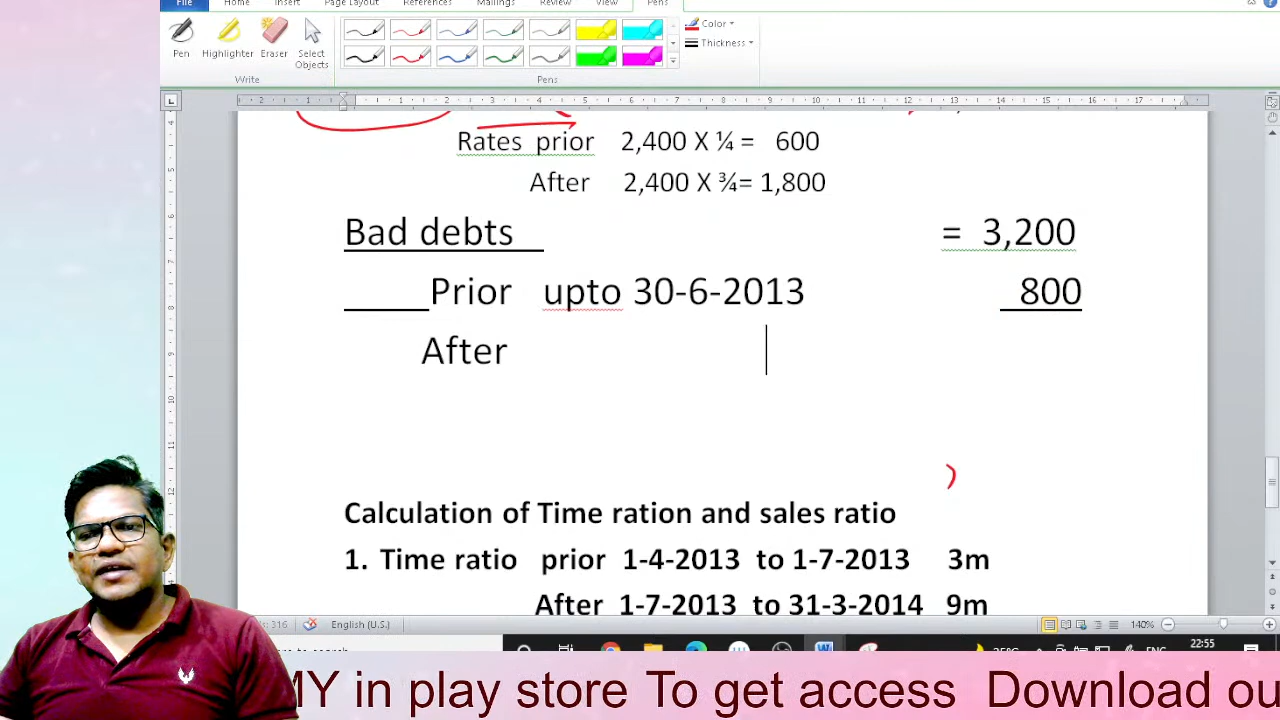 File Home Insert Page Layout References Mailings Review View Pens
Pen Highlighter Eraser Select Objects
Color
Thickness
Write Pens
Rates prior 2,400 X ¼ = 600
After 2,400 X ¾= 1,800
Bad debts = 3,200
Prior upto 30-6-2013 800
After
Calculation of Time ration and sales ratio
1. Time ratio prior 1-4-2013 to 1-7-2013 3m
After 1-7-2013 to 31-3-2014 9m
316 English (U.S.) 140%
22:55
MY in play store To get access Download ou